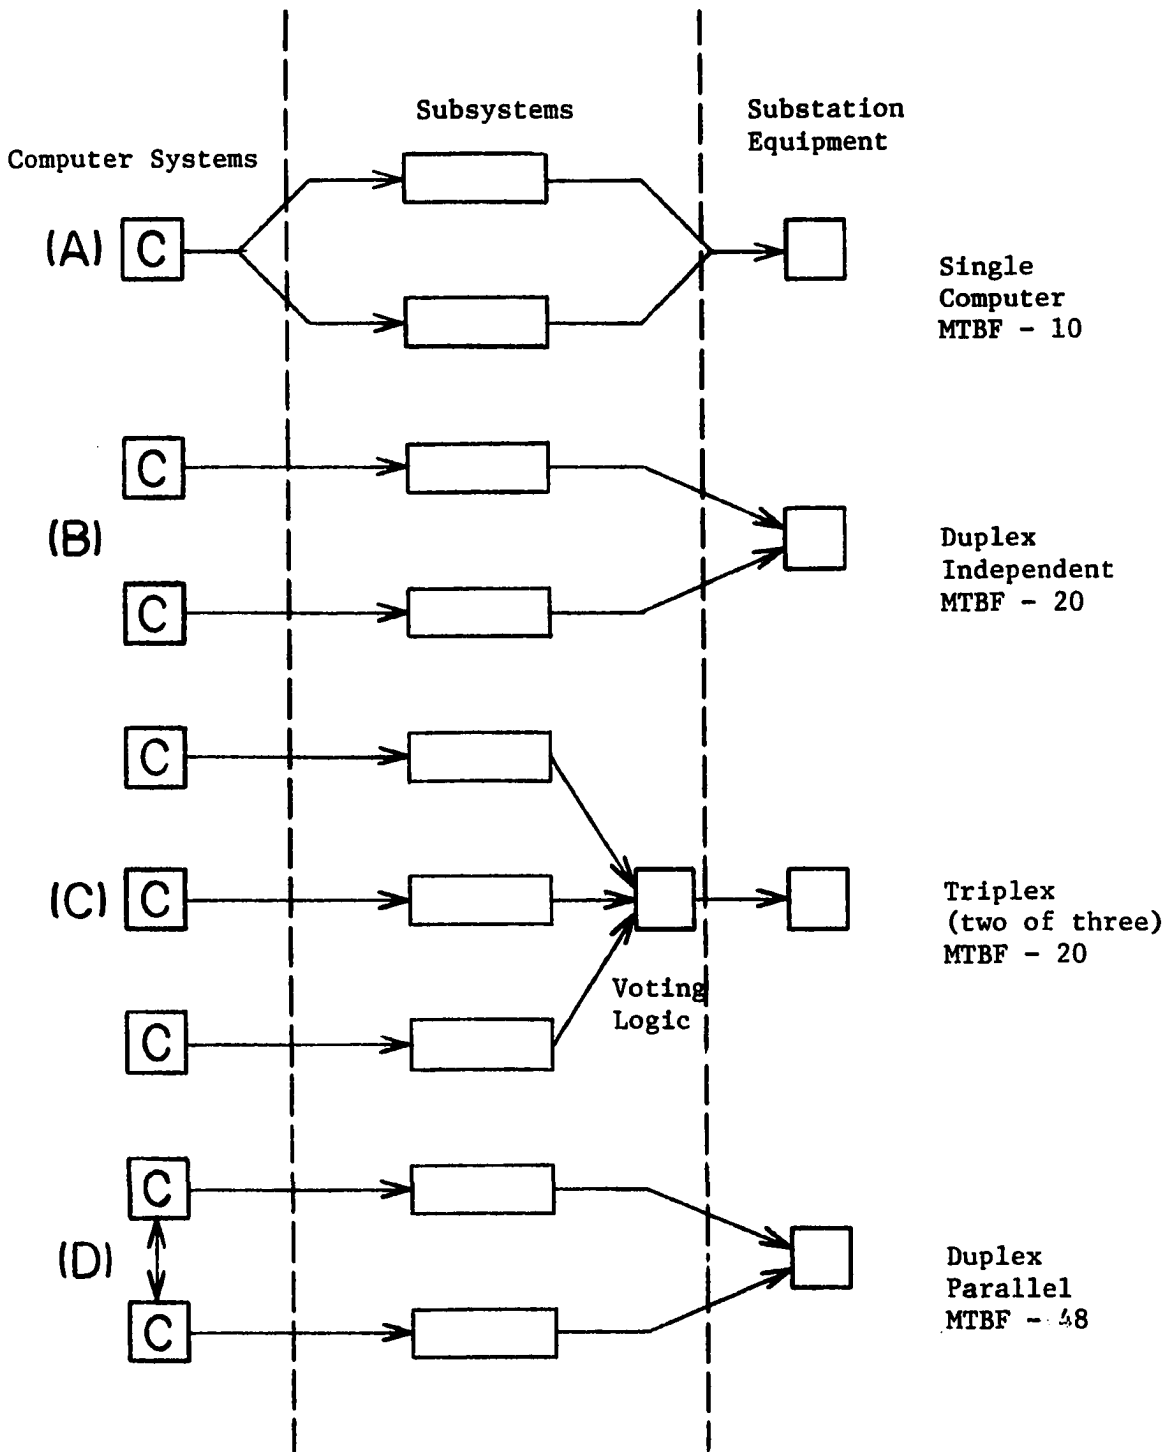 Subsystems
Substation
Equipment
Computer Systems
(A)
C
Single
Computer
MTBF - 10
C
(B)
C
Duplex
Independent
MTBF - 20
C
(C)
C
Triplex
(two of three)
MTBF - 20
Voting
Logic
C
C
(D)
C
Duplex
Parallel
MTBF -